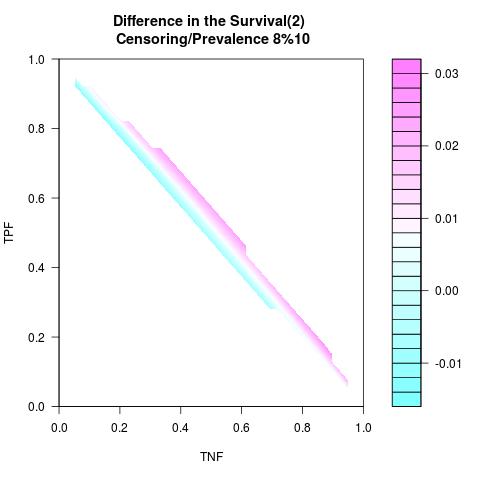 Difference in the Survival(2)
Censoring/Prevalence 8%10
1.0
0.8
0.6
0.4
0.2
0.0
TPF
0.0 0.2 0.4 0.6 0.8 1.0
TNF
0.03
0.02
0.01
0.00
-0.01